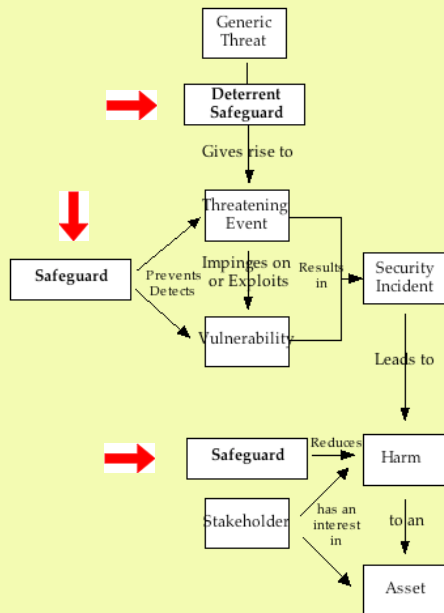 Generic
Threat
Deterrent
Safeguard
Gives rise to
Threatening
Event
Safeguard
Prevents
Detects
Impinges on
or Exploits
Results
in
Security
Incident
Vulnerability
Leads to
Safeguard
Reduces
Harm
Stakeholder
has an
interest
in
to an
Asset